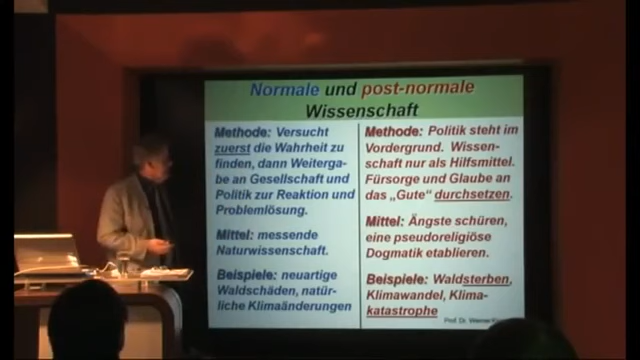 Normale und post-normale
Wissenschaft
Methode: Versucht
zuerst die Wahrheit zu
finden, dann Weiterga-
be an Gesellschaft und
Politik zur Reaktion und
Problemlösung.
Mittel: messende
Naturwissenschaft.
Beispiele: neuartige
Waldschäden, natür-
liche Klimaänderungen
Methode: Politik steht im
Vordergrund. Wissen-
schaft nur als Hilfsmittel.
Fürsorge und Glaube an
das „Gute“ durchsetzen.
Mittel: Ängste schüren,
eine pseudoreligiöse
Dogmatik etablieren.
Beispiele: Waldsterben,
Klimawandel, Klima-
katastrophe
Prof. Dr. Werner